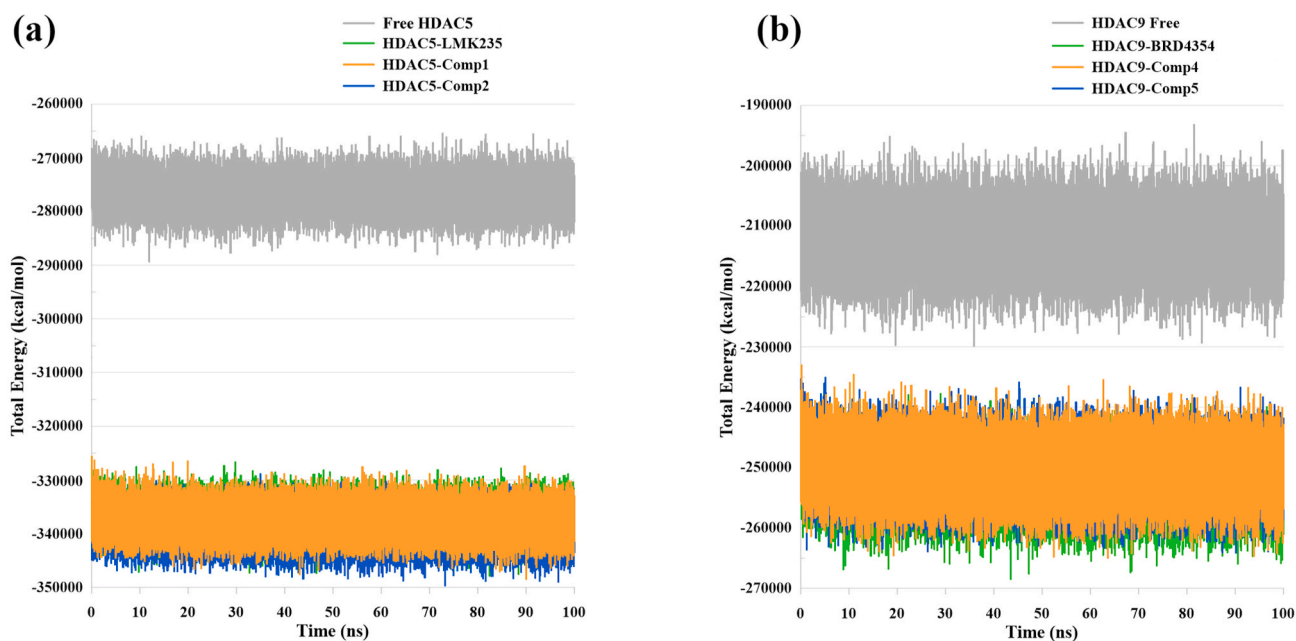 (a)
Free HDAC5
HDAC5-LMK235
HDAC5-Comp1
HDAC5-Comp2
-260000
-270000
-280000
-290000
-300000
-310000
-320000
-330000
-340000
-350000
Total Energy (kcal/mol)
0 10 20 30 40 50 60 70 80 90 100
Time (ns)
(b)
HDAC9 Free
HDAC9-BRD4354
HDAC9-Comp4
HDAC9-Comp5
-190000
-200000
-210000
-220000
-230000
-240000
-250000
-260000
-270000
Total Energy (kcal/mol)
0 10 20 30 40 50 60 70 80 90 100
Time (ns)